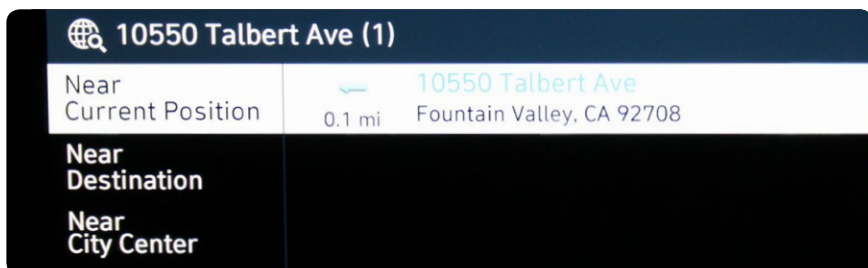 10550 Talbert Ave (1)
Near
Current Position
0.1 mi
10550 Talbert Ave
Fountain Valley, CA 92708
Near
Destination
Near
City Center